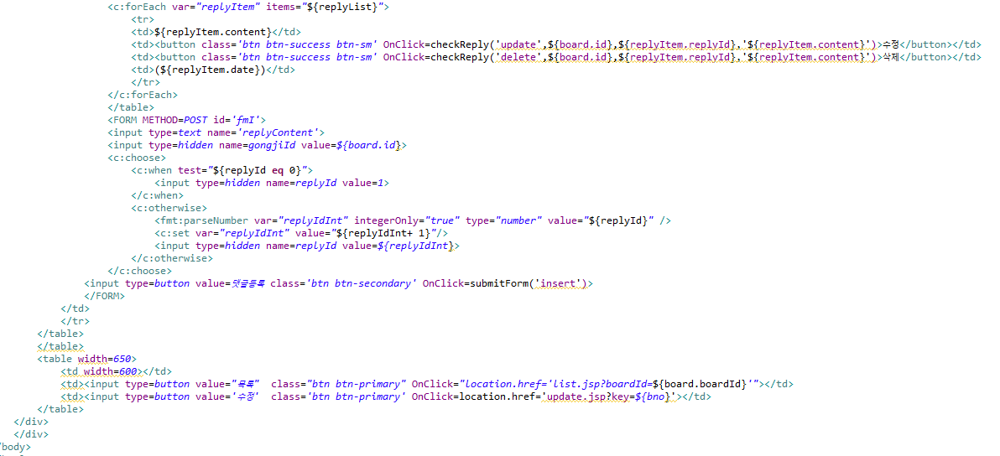 <c:forEach var="replyItem" items="${replyList}">
<tr>
<td>${replyItem.content}</td>
<td><button class='btn btn-success btn-sm' OnClick=checkReply('update',${board.id},${replyItem.replyId},'${replyItem.content}')>수정</button></td>
<td><button class='btn btn-success btn-sm' OnClick=checkReply('delete',${board.id},${replyItem.replyId},'${replyItem.content}')>삭제</button></td>
<td>(${replyItem.date})</td>
</tr>
</c:forEach>
</table>
<FORM METHOD=POST id='fmI'>
<input type=text name='replyContent'>
<input type=hidden name=gongjiId value=${board.id}>
<c:choose>
<c:when test="${replyId eq 0}">
<input type=hidden name=replyId value=1>
</c:when>
<c:otherwise>
<fmt:parseNumber var="replyIdInt" integerOnly="true" type="number" value="${replyId}" />
<c:set var="replyIdInt" value="${replyIdInt+ 1}"/>
<input type=hidden name=replyId value=${replyIdInt}>
</c:otherwise>
</c:choose>
<input type=button value=댓글등록 class='btn btn-secondary' OnClick=submitForm('insert')>
</FORM>
</td>
</tr>
</table>
</table>
<table width=650>
<td width=600></td>
<td><input type=button value="목록"  class="btn btn-primary" OnClick="location.href='list.jsp?boardId=${board.boardId}'"></td>
<td><input type=button value='수정'  class='btn btn-primary' OnClick=location.href='update.jsp?key=${bno}'></td>
</table>
</div>
</div>
/body>